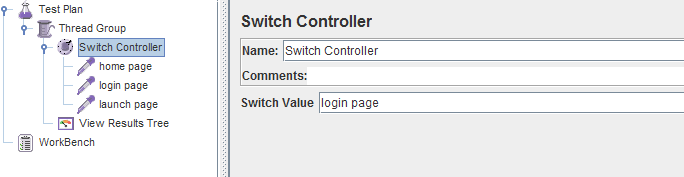 Test Plan
Thread Group
Switch Controller
home page
login page
launch page
View Results Tree
WorkBench
Switch Controller
Name: Switch Controller
Comments:
Switch Value login page